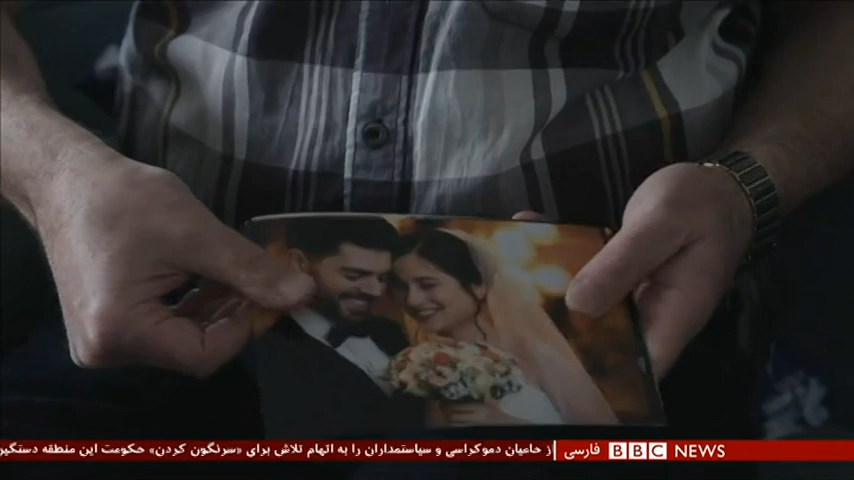 از حامیان دموکراسی و سیاستمداران را به اتهام تلاش برای «سرنگون کردن» حکومت این منطقه دستگیر
BBC NEWS فارسی